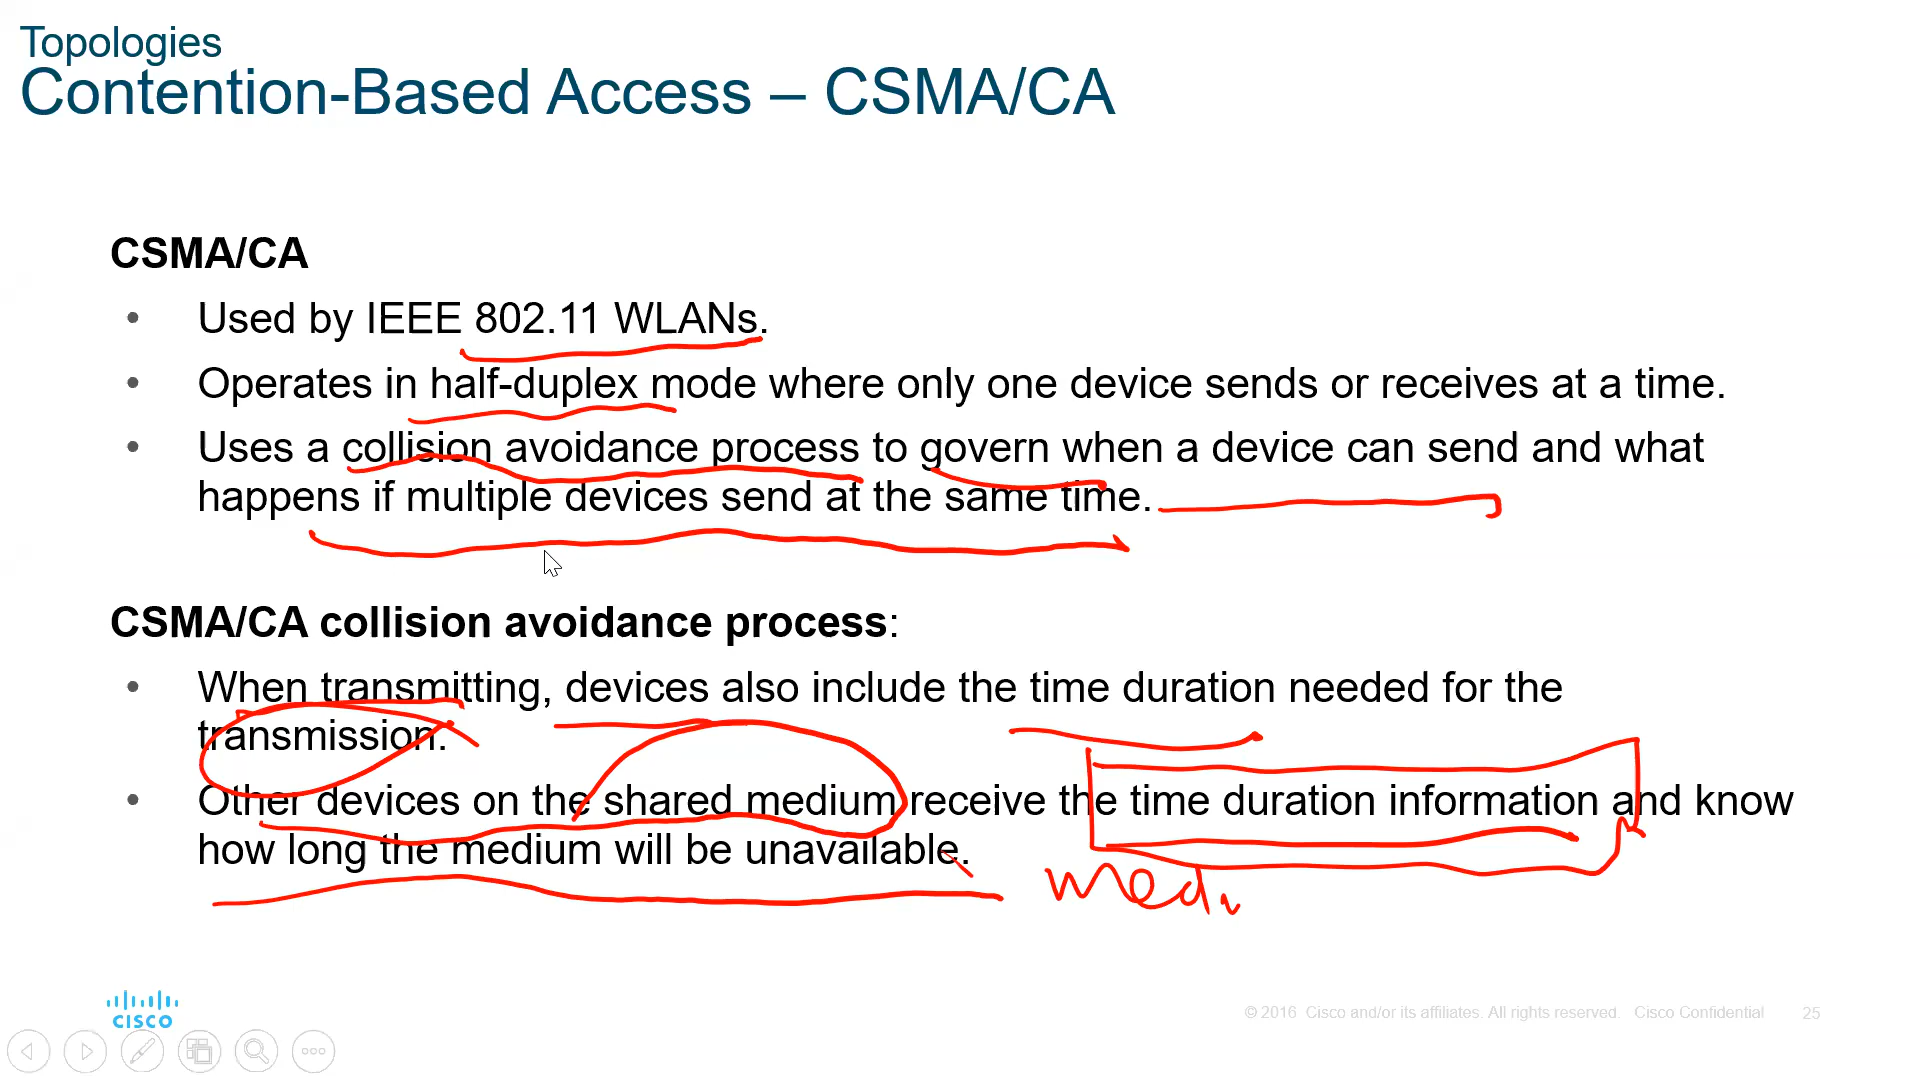 Topologies
Contention-Based Access – CSMA/CA
CSMA/CA
• Used by IEEE 802.11 WLANs.
• Operates in half-duplex mode where only one device sends or receives at a time.
• Uses a collision avoidance process to govern when a device can send and what
happens if multiple devices send at the same time.
CSMA/CA collision avoidance process:
• When transmitting, devices also include the time duration needed for the
transmission.
• Other devices on the shared medium receive the time duration information and know
how long the medium will be unavailable.
CISCO
© 2016 Cisco and/or its affiliates. All rights reserved. Cisco Confidential 25